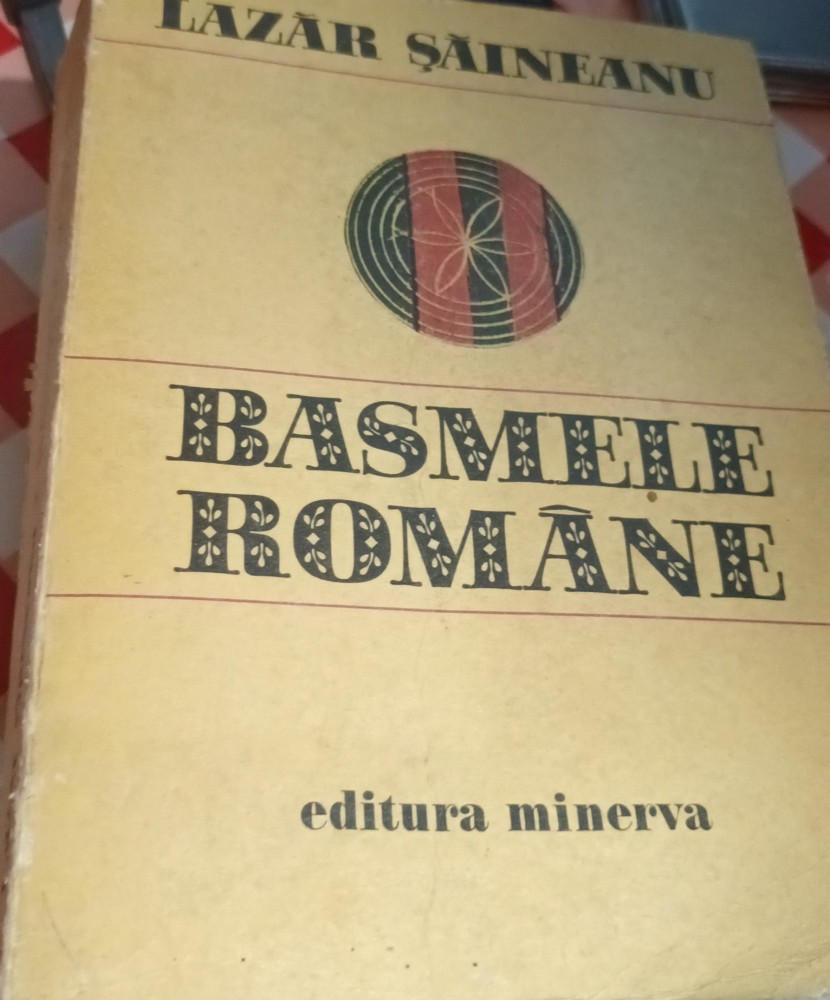 LAZĂR ŞĂINEANU
BASMELE
ROMÂNE
editura minerva